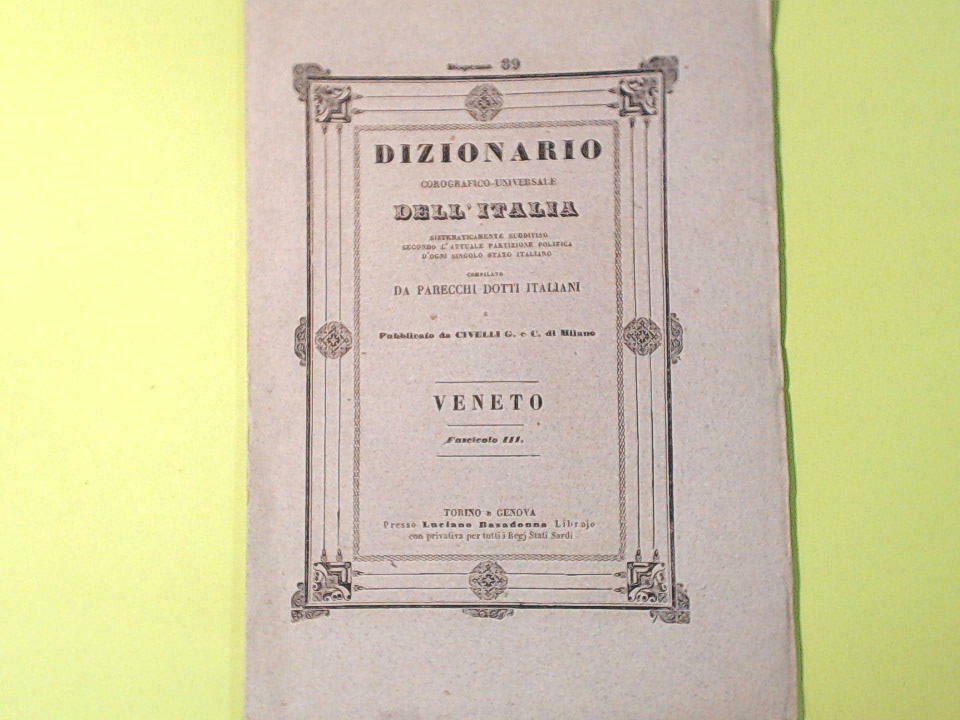 Dispensa 39
DIZIONARIO
COROGRAFICO-UNIVERSALE
DELL'ITALIA
SISTEMATICAMENTE SUDDIVISO
SECONDO L'ATTUALE PARTIZIONE POLITICA
D'OGNI SINGOLO STATO ITALIANO
COMPILATO
DA PARECCHI DOTTI ITALIANI
E
Pubblicato da CIVELLI G. e C. di Milano
VENETO
Fascicolo III.
TORINO E GENOVA
Presso Luciano Basadonna Librajo
con privativa per tutti i Regj Stati Sardi